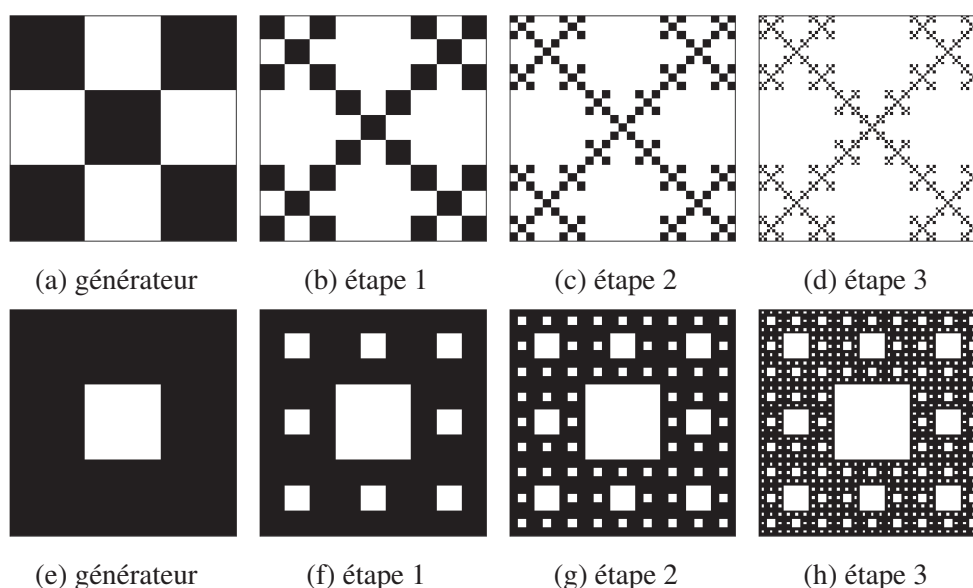 (a) générateur (b) étape 1 (c) étape 2 (d) étape 3
(e) générateur (f) étape 1 (g) étape 2 (h) étape 3